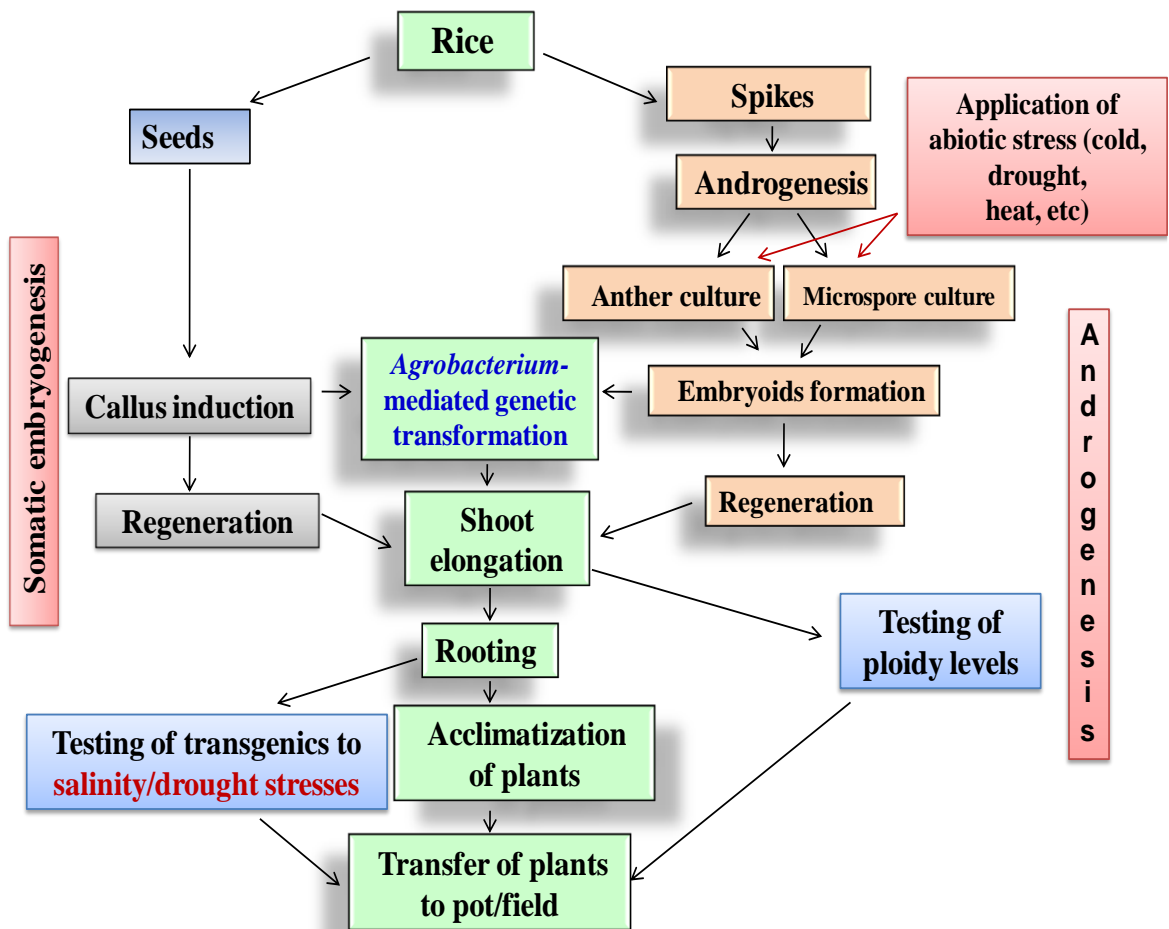 Rice
Spikes
Application of
abiotic stress (cold,
drought,
heat, etc)
Seeds
Androgenesis
Anther culture
Microspore culture
Somatic embryogenesis
Androgenesis
Agrobacterium-
mediated genetic
transformation
Callus induction
Embryoids formation
Regeneration
Shoot
elongation
Regeneration
Testing of
ploidy levels
Rooting
Testing of transgenics to
salinity/drought stresses
Acclimatization
of plants
Transfer of plants
to pot/field